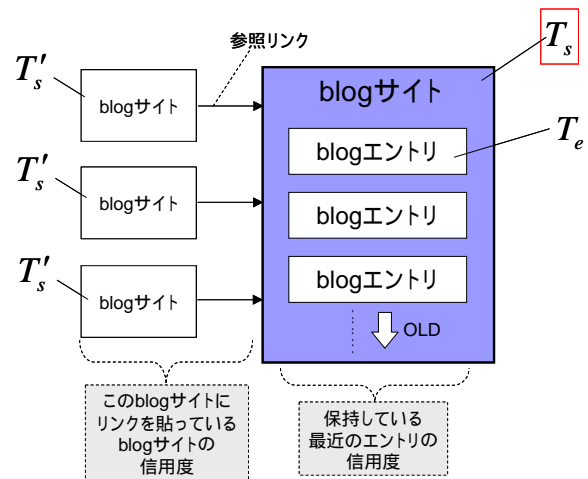 参照リンク
T's
blogサイト
T's
blogサイト
T's
blogサイト
Ts
blogサイト
Te
blogエントリ
blogエントリ
blogエントリ
OLD
このblogサイトに
リンクを貼っている
blogサイトの
信用度
保持している
最近のエントリの
信用度